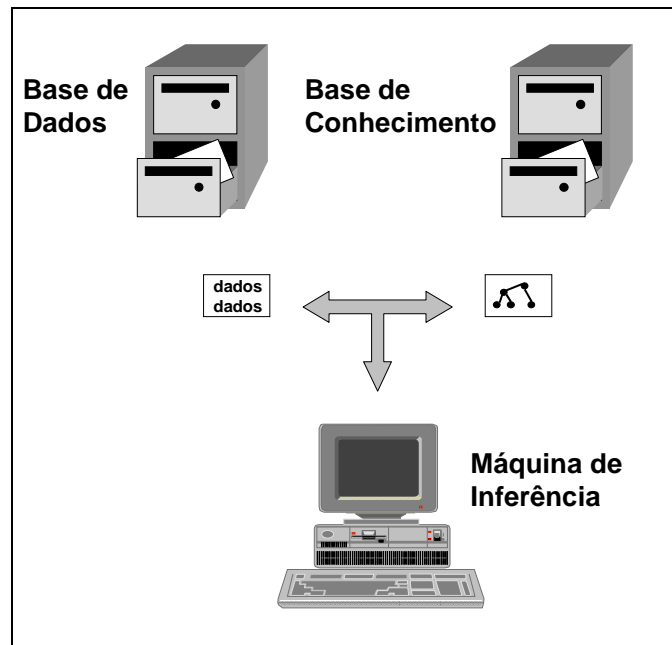 Base de
Dados
Base de
Conhecimento
dados
dados
Máquina de
Inferência